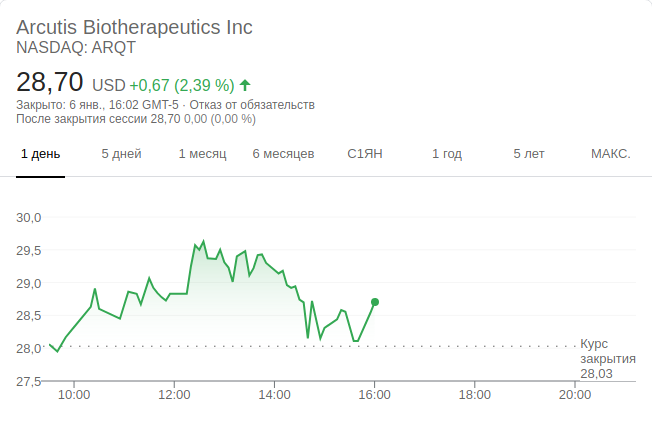 Arcutis Biotherapeutics Inc
NASDAQ: ARQT
28,70 USD +0,67 (2,39 %)
Закрыто: 6 янв., 16:02 GMT-5 · Отказ от обязательств
После закрытия сессии 28,70 0,00 (0,00 %)
1 день 5 дней 1 месяц 6 месяцев С1ЯН 1 год 5 лет МАКС.
30,0
29,5
29,0
28,5
28,0
27,5
Курс
закрытия
28,03
10:00 12:00 14:00 16:00 18:00 20:00